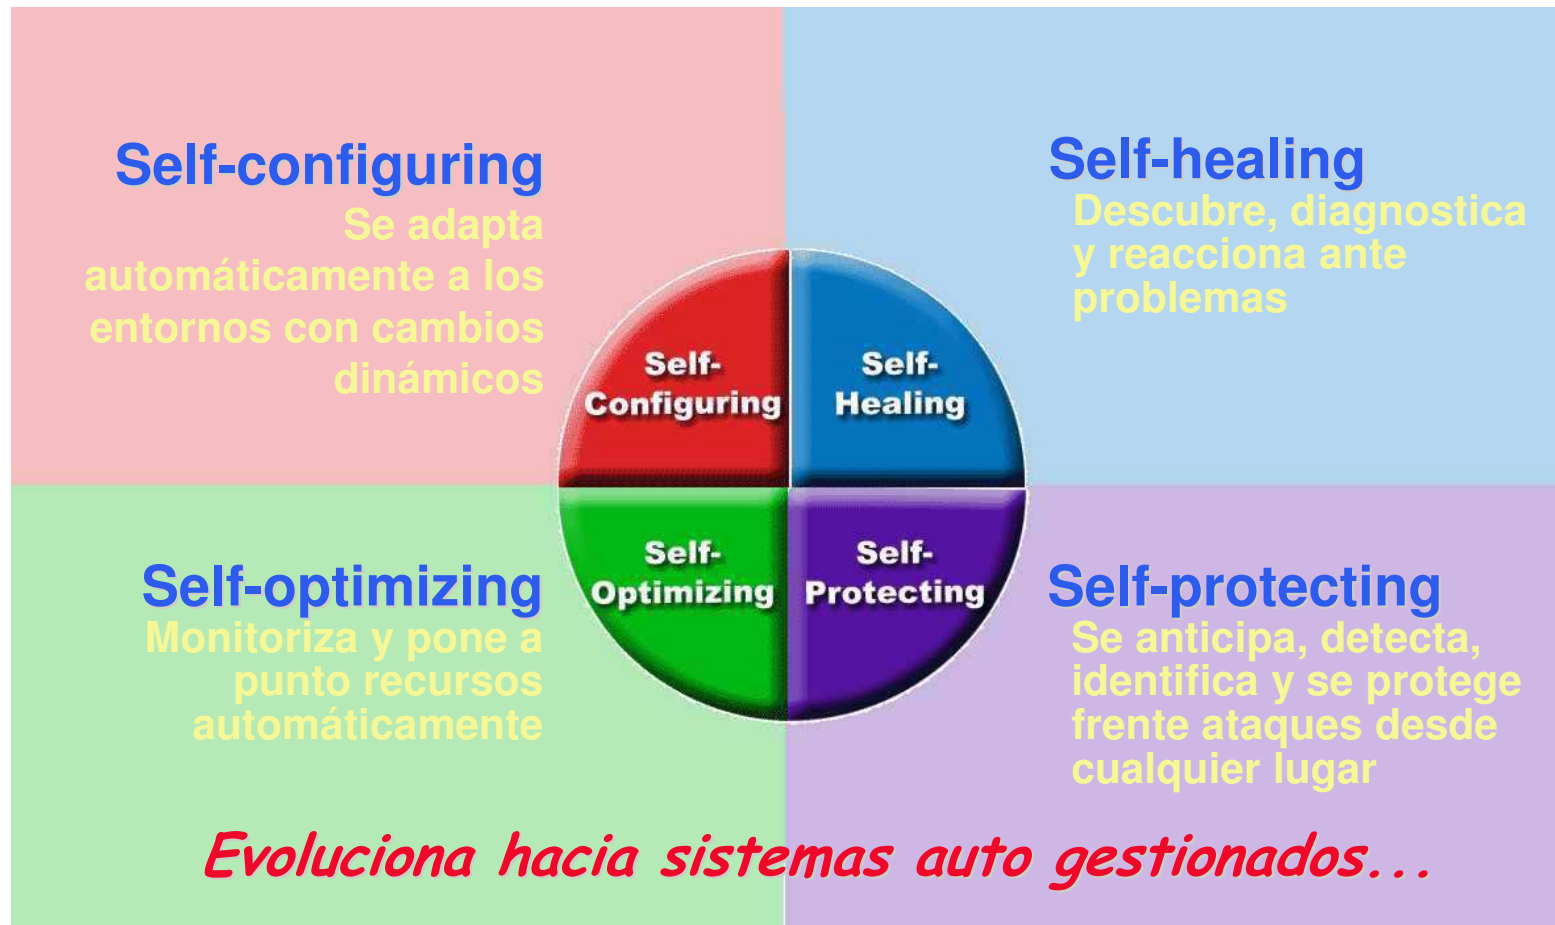 Self-configuring
Se adapta
automáticamente a los
entornos con cambios
dinámicos
Self-healing
Descubre, diagnostica
y reacciona ante
problemas
Self-
Configuring
Self-
Healing
Self-
Optimizing
Self-
Protecting
Self-optimizing
Monitoriza y pone a
punto recursos
automáticamente
Self-protecting
Se anticipa, detecta,
identifica y se protege
frente ataques desde
cualquier lugar
Evoluciona hacia sistemas auto gestionados...